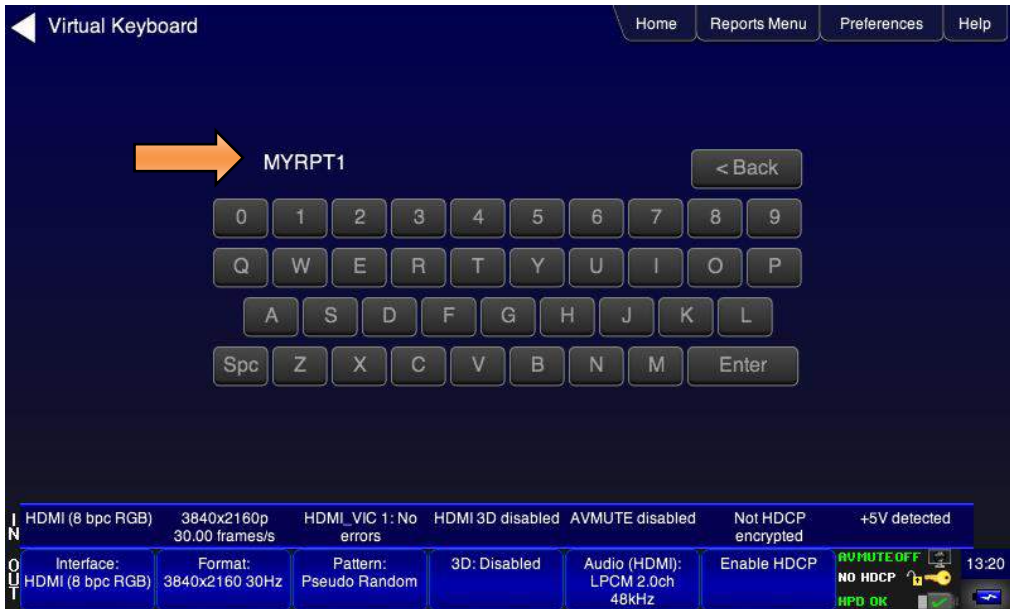 Virtual Keyboard Home Reports Menu Preferences Help
MYRPT1 < Back
0 1 2 3 4 5 6 7 8 9
Q W E R T Y U I O P
A S D F G H J K L
Spc Z X C V B N M Enter
IN
HDMI (8 bpc RGB)
3840x2160p
30.00 frames/s
HDMI_VIC 1: No
errors
HDMI 3D disabled
AVMUTE disabled
Not HDCP
encrypted
+5V detected
OUT
Interface:
HDMI (8 bpc RGB)
Format:
3840x2160 30Hz
Pattern:
Pseudo Random
3D: Disabled
Audio (HDMI):
LPCM 2.0ch
48kHz
Enable HDCP
AVMUTE OFF
NO HDCP
HPD OK
13:20